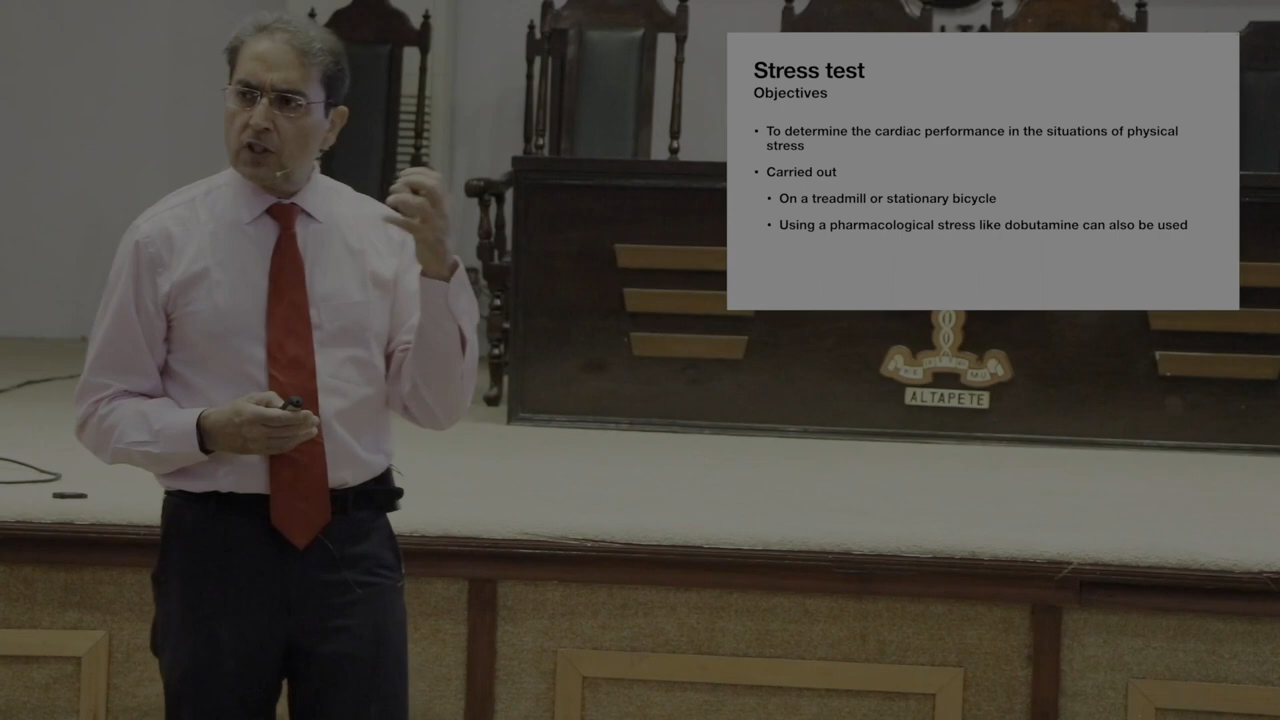 Stress test
Objectives
• To determine the cardiac performance in the situations of physical
stress
• Carried out
• On a treadmill or stationary bicycle
• Using a pharmacological stress like dobutamine can also be used
ALTAPETE